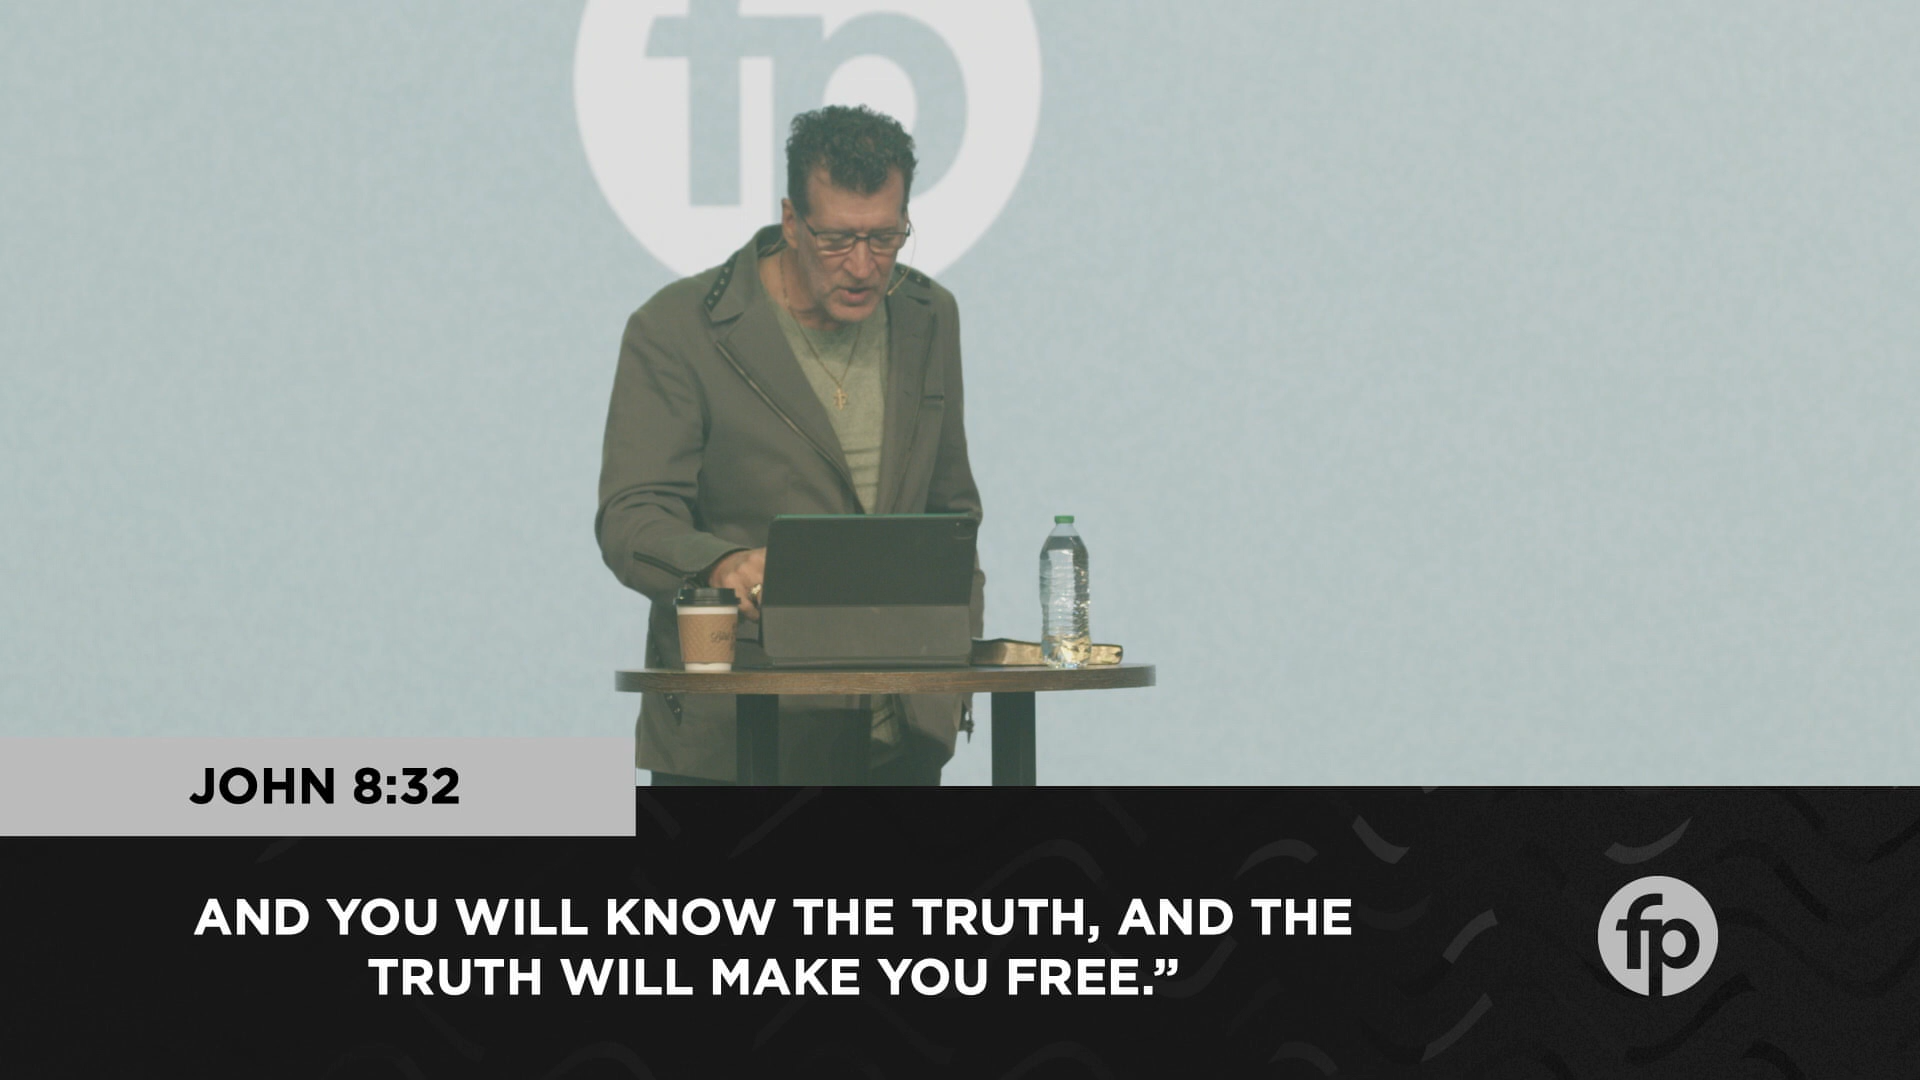 fp
JOHN 8:32
AND YOU WILL KNOW THE TRUTH, AND THE
TRUTH WILL MAKE YOU FREE.”
fp